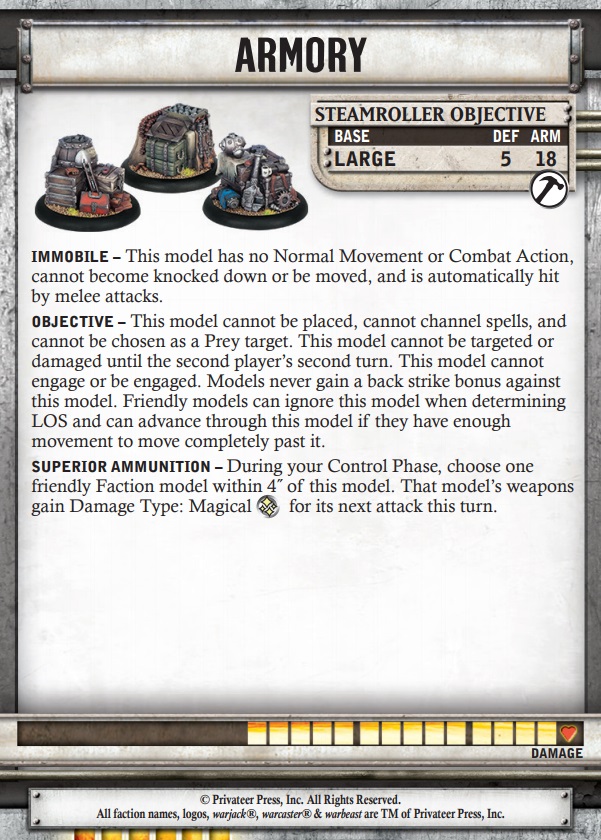 ARMORY
STEAMROLLER OBJECTIVE
BASE DEF ARM
LARGE 5 18
IMMOBILE – This model has no Normal Movement or Combat Action,
cannot become knocked down or be moved, and is automatically hit
by melee attacks.
OBJECTIVE – This model cannot be placed, cannot channel spells, and
cannot be chosen as a Prey target. This model cannot be targeted or
damaged until the second player's second turn. This model cannot
engage or be engaged. Models never gain a back strike bonus against
this model. Friendly models can ignore this model when determining
LOS and can advance through this model if they have enough
movement to move completely past it.
SUPERIOR AMMUNITION – During your Control Phase, choose one
friendly Faction model within 4˝ of this model. That model's weapons
gain Damage Type: Magical for its next attack this turn.
DAMAGE
© Privateer Press, Inc. All Rights Reserved.
All faction names, logos, warjack®, warcaster® & warbeast are TM of Privateer Press, Inc.